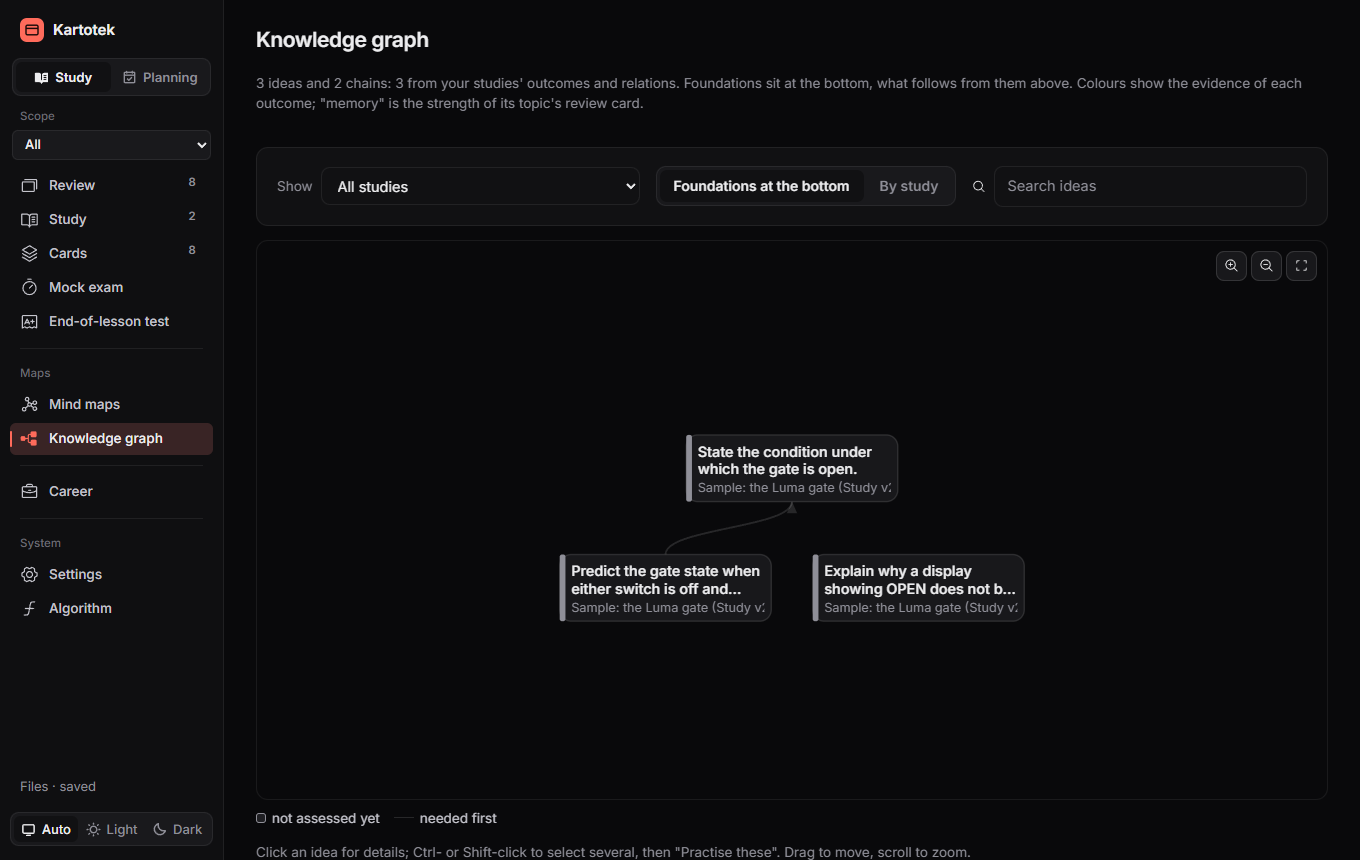 Kartotek
Study
Planning
Scope
All
Review 8
Study 2
Cards 8
Mock exam
End-of-lesson test
Maps
Mind maps
Knowledge graph
Career
System
Settings
Algorithm
Files · saved
Auto
Light
Dark
Knowledge graph
3 ideas and 2 chains: 3 from your studies' outcomes and relations. Foundations sit at the bottom, what follows from them above. Colours show the evidence of each
outcome; "memory" is the strength of its topic's review card.
Show
All studies
Foundations at the bottom
By study
Search ideas
State the condition under
which the gate is open.
Sample: the Luma gate (Study v2
Predict the gate state when
either switch is off and...
Sample: the Luma gate (Study v2
Explain why a display
showing OPEN does not b...
Sample: the Luma gate (Study v2
not assessed yet
needed first
Click an idea for details; Ctrl- or Shift-click to select several, then "Practise these". Drag to move, scroll to zoom.